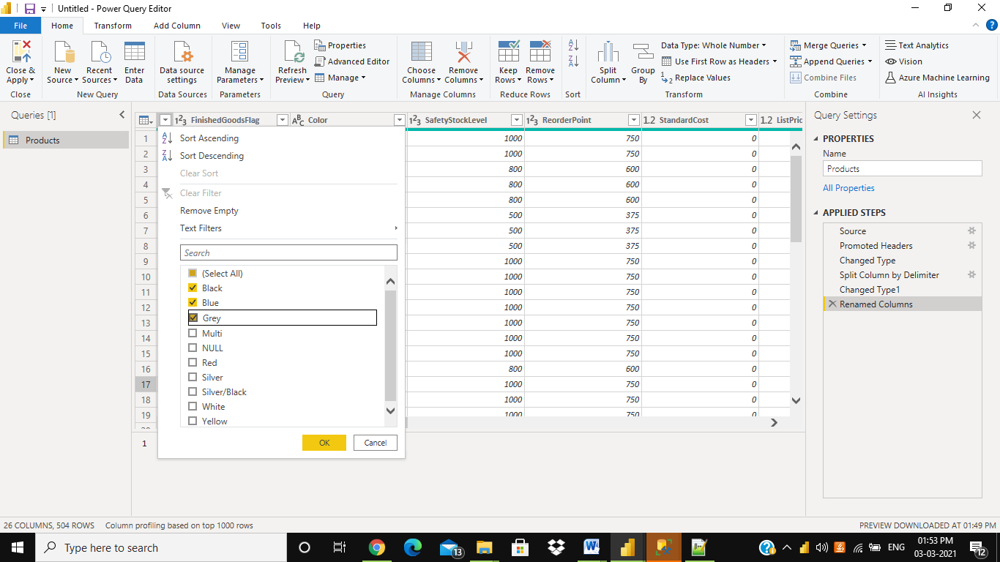 Untitled - Power Query Editor
File Home Transform Add Column View Tools Help
Close & Apply
Close
New Source
Recent Sources
Enter Data
New Query
Data source settings
Data Sources
Manage Parameters
Parameters
Refresh Preview
Properties
Advanced Editor
Manage
Query
Choose Columns
Remove Columns
Manage Columns
Keep Rows
Remove Rows
Reduce Rows
Sort
Split Column
Group By
Data Type: Whole Number
Use First Row as Headers
Replace Values
Transform
Merge Queries
Append Queries
Combine Files
Combine
Text Analytics
Vision
Azure Machine Learning
AI Insights
Queries [1]
Products
123 FinishedGoodsFlag ABC Color 123 SafetyStockLevel 123 ReorderPoint 1.2 StandardCost 1.2 ListPric
1 1000 750 0
2 1000 750 0
3 800 600 0
4 800 600 0
5 800 600 0
6 500 375 0
7 500 375 0
8 500 375 0
9 1000 750 0
10 1000 750 0
11 1000 750 0
12 1000 750 0
13 1000 750 0
14 1000 750 0
15 1000 750 0
16 800 600 0
17 1000 750 0
18 1000 750 0
19 1000 750 0
1
Sort Ascending
Sort Descending
Clear Sort
Clear Filter
Remove Empty
Text Filters
Search
(Select All)
Black
Blue
Grey
Multi
NULL
Red
Silver
Silver/Black
White
Yellow
OK Cancel
Query Settings
PROPERTIES
Name
Products
All Properties
APPLIED STEPS
Source
Promoted Headers
Changed Type
Split Column by Delimiter
Changed Type1
Renamed Columns
26 COLUMNS, 504 ROWS Column profiling based on top 1000 rows
PREVIEW DOWNLOADED AT 01:49 PM
Type here to search
13
ENG
01:53 PM
03-03-2021
12